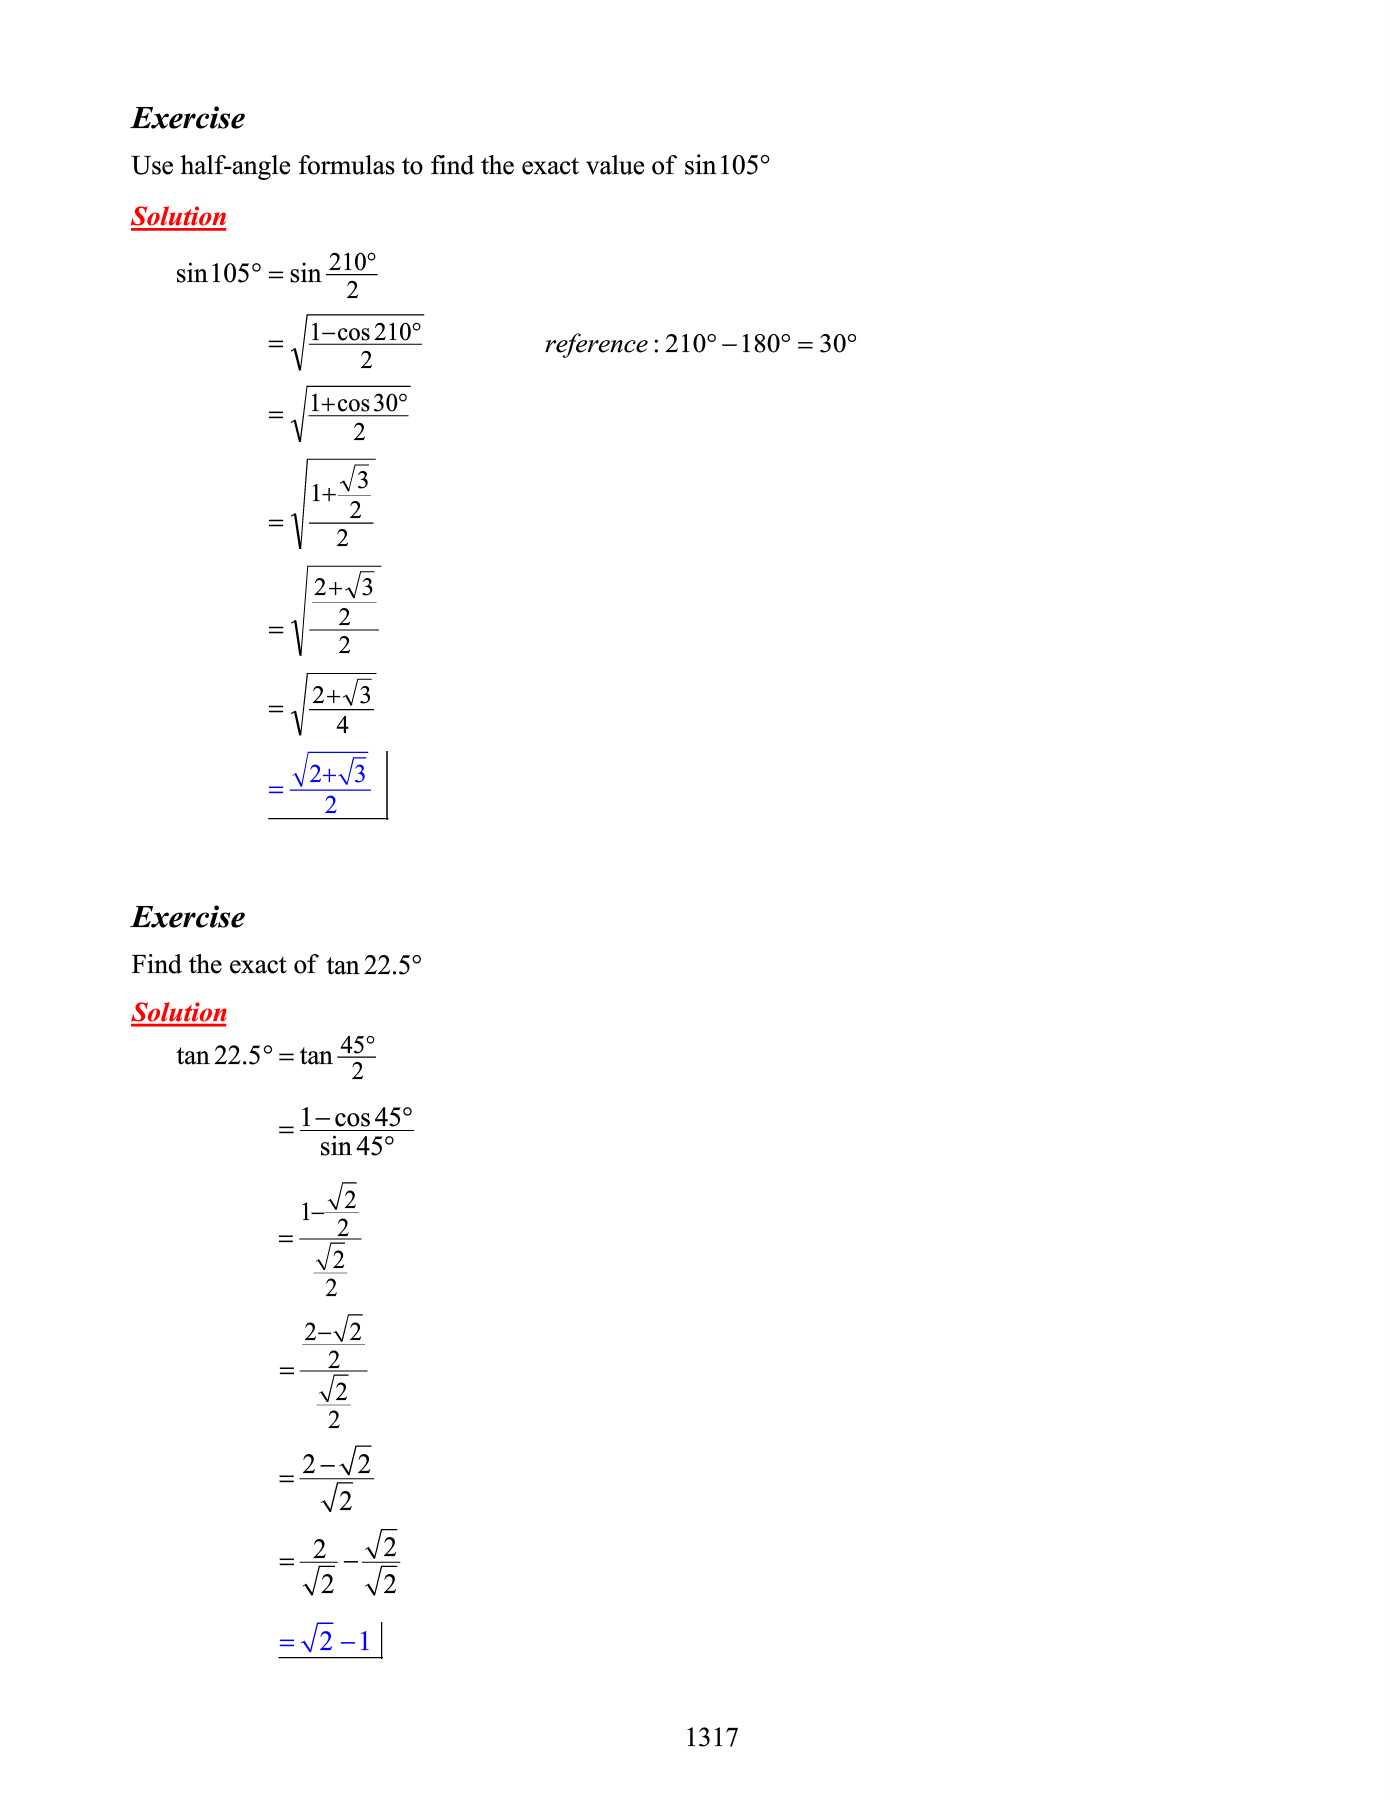 Exercise
Use half-angle formulas to find the exact value of sin 105°
Solution
sin 105° = sin \frac{210°}{2}
= \sqrt{\frac{1-\cos 210°}{2}} reference : 210° − 180° = 30°
= \sqrt{\frac{1+\cos 30°}{2}}
= \sqrt{\frac{1+\frac{\sqrt{3}}{2}}{2}}
= \sqrt{\frac{\frac{2+\sqrt{3}}{2}}{2}}
= \sqrt{\frac{2+\sqrt{3}}{4}}
= \frac{\sqrt{2+\sqrt{3}}}{2}
Exercise
Find the exact of tan 22.5°
Solution
tan 22.5° = tan \frac{45°}{2}
= \frac{1-\cos 45°}{\sin 45°}
= \frac{1-\frac{\sqrt{2}}{2}}{\frac{\sqrt{2}}{2}}
= \frac{\frac{2-\sqrt{2}}{2}}{\frac{\sqrt{2}}{2}}
= \frac{2-\sqrt{2}}{\sqrt{2}}
= \frac{2}{\sqrt{2}} - \frac{\sqrt{2}}{\sqrt{2}}
= \sqrt{2} - 1
1317